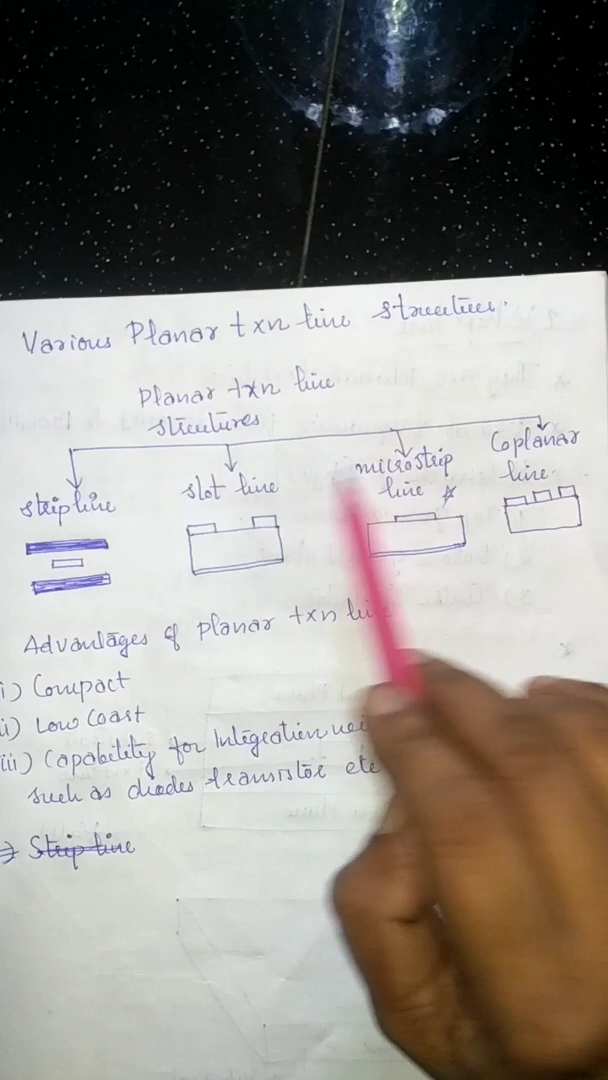 Various Planar txn line structures.
Planar txn line
structures
stripline
slot line
microstrip
line
Coplanar
line.
Advantages of planar txn line
i) Compact
ii) Low Coast
iii) Capability for Integration
such as diodes transistor etc
⇒ Strip line